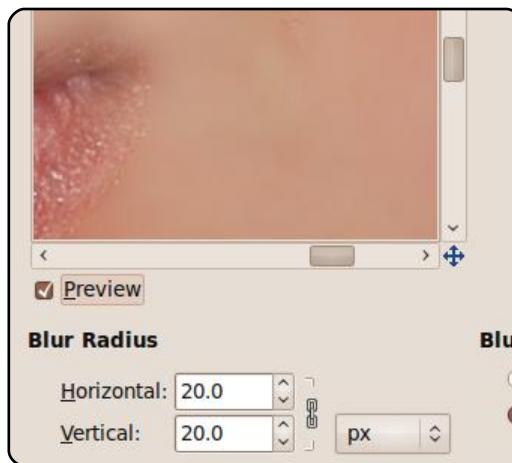 Preview
Blur Radius
Blu
Horizontal: 20.0
Vertical: 20.0
px